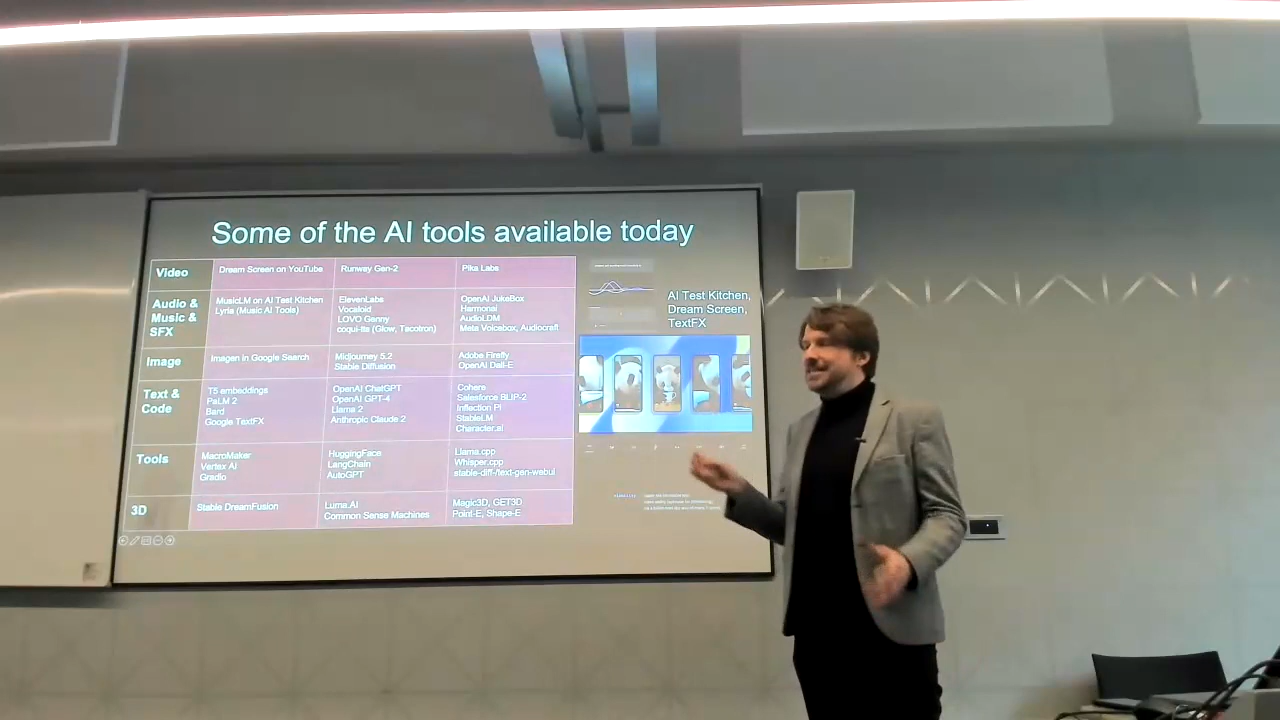 Some of the AI tools available today
Video
Dream Screen on YouTube
Runway Gen-2
Pika Labs
Audio &
Music &
SFX
MusicLM on AI Test Kitchen
Lyria (Music AI Tools)
ElevenLabs
Vocaloid
LOVO Genny
coqui-tts (Glow, Tacotron)
OpenAI JukeBox
Harmonai
AudioLDM
Meta Voicebox, Audiocraft
Image
Imagen in Google Search
Midjourney 5.2
Stable Diffusion
Adobe Firefly
OpenAI Dall-E
Text &
Code
T5 embeddings
PaLM 2
Bard
Google TextFX
OpenAI ChatGPT
OpenAI GPT-4
Llama 2
Anthropic Claude 2
Cohere
Salesforce BLIP-2
Inflection PI
StableLM
Character.ai
Tools
MacroMaker
Vertex AI
Gradio
HuggingFace
LangChain
AutoGPT
Llama.cpp
Whisper.cpp
stable-diff-/text-gen-webui
3D
Stable DreamFusion
Luma.AI
Common Sense Machines
Magic3D, GET3D
Point-E, Shape-E
AI Test Kitchen,
Dream Screen,
TextFX